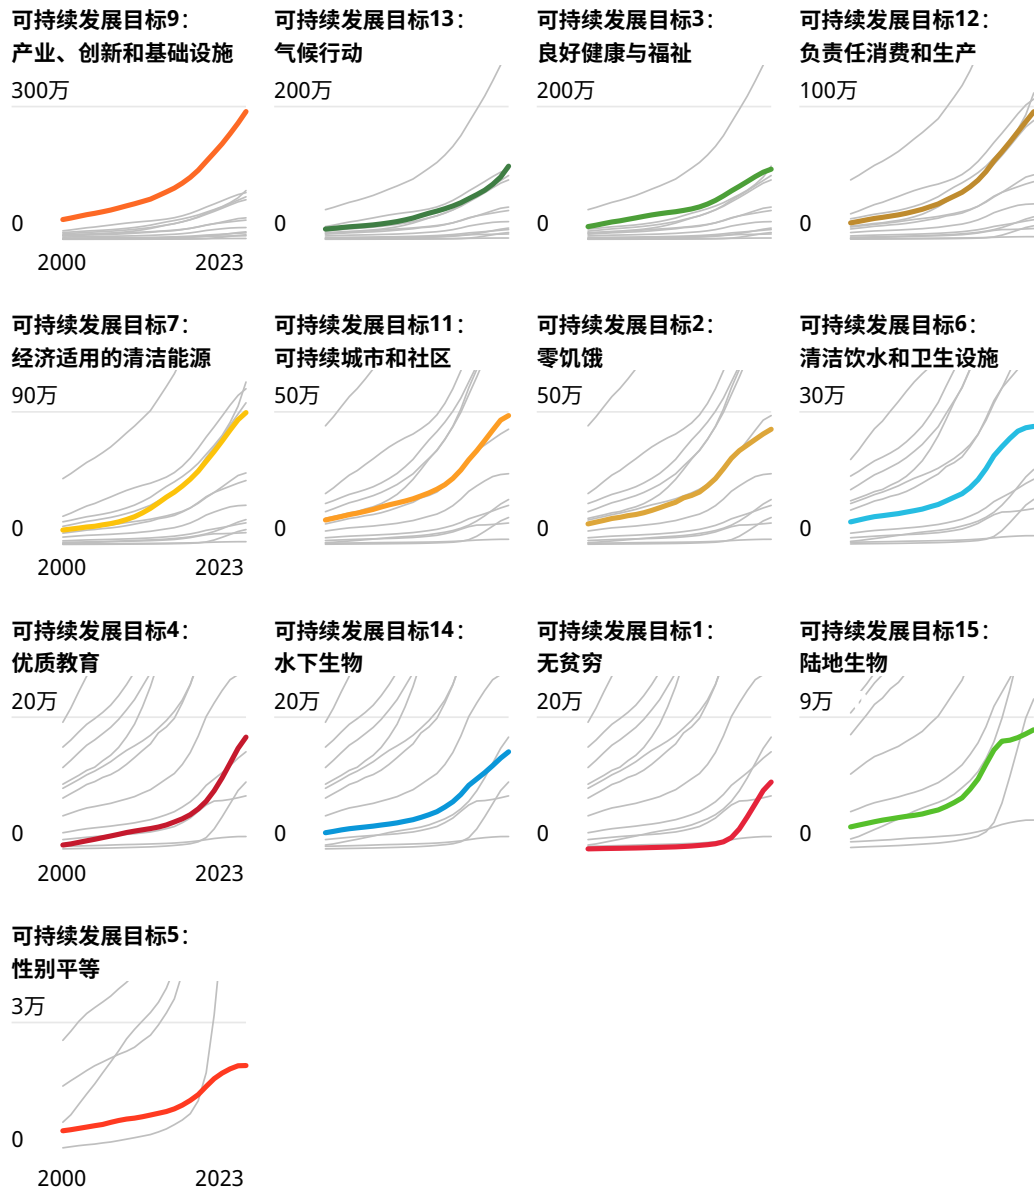 可持续发展目标9：
产业、创新和基础设施
300万
0
2000 2023
可持续发展目标13：
气候行动
200万
0
可持续发展目标3：
良好健康与福祉
200万
0
可持续发展目标12：
负责任消费和生产
100万
0
可持续发展目标7：
经济适用的清洁能源
90万
0
2000 2023
可持续发展目标11：
可持续城市和社区
50万
0
可持续发展目标2：
零饥饿
50万
0
可持续发展目标6：
清洁饮水和卫生设施
30万
0
可持续发展目标4：
优质教育
20万
0
2000 2023
可持续发展目标14：
水下生物
20万
0
可持续发展目标1：
无贫穷
20万
0
可持续发展目标15：
陆地生物
9万
0
可持续发展目标5：
性别平等
3万
0
2000 2023